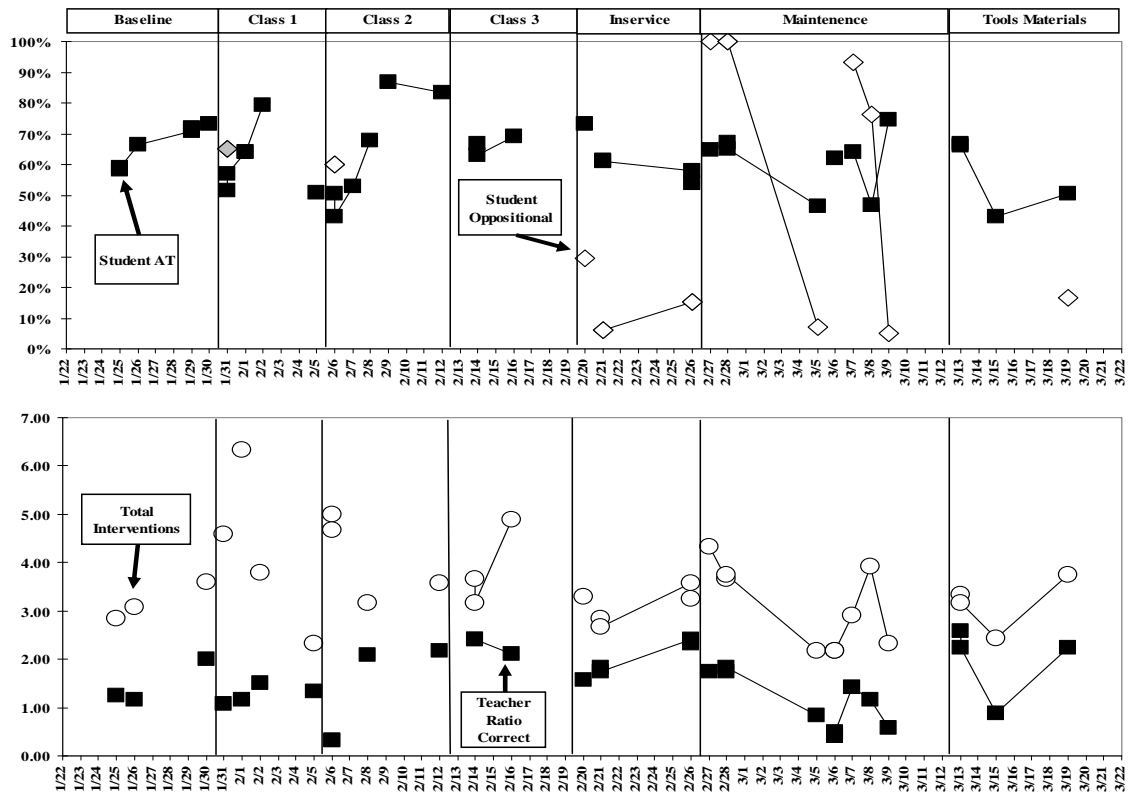 Baseline Class 1 Class 2 Class 3 Inservice Maintenence Tools Materials
100%
90%
80%
70%
60%
50%
40%
30%
20%
10%
0%
Student AT
Student
Oppositional
1/22 1/23 1/24 1/25 1/26 1/27 1/28 1/29 1/30 1/31 2/1 2/2 2/3 2/4 2/5 2/6 2/7 2/8 2/9 2/10 2/11 2/12 2/13 2/14 2/15 2/16 2/17 2/18 2/19 2/20 2/21 2/22 2/23 2/24 2/25 2/26 2/27 2/28 3/1 3/2 3/3 3/4 3/5 3/6 3/7 3/8 3/9 3/10 3/11 3/12 3/13 3/14 3/15 3/16 3/17 3/18 3/19 3/20 3/21 3/22
7.00
6.00
5.00
4.00
3.00
2.00
1.00
0.00
Total
Interventions
Teacher
Ratio
Correct
1/22 1/23 1/24 1/25 1/26 1/27 1/28 1/29 1/30 1/31 2/1 2/2 2/3 2/4 2/5 2/6 2/7 2/8 2/9 2/10 2/11 2/12 2/13 2/14 2/15 2/16 2/17 2/18 2/19 2/20 2/21 2/22 2/23 2/24 2/25 2/26 2/27 2/28 3/1 3/2 3/3 3/4 3/5 3/6 3/7 3/8 3/9 3/10 3/11 3/12 3/13 3/14 3/15 3/16 3/17 3/18 3/19 3/20 3/21 3/22